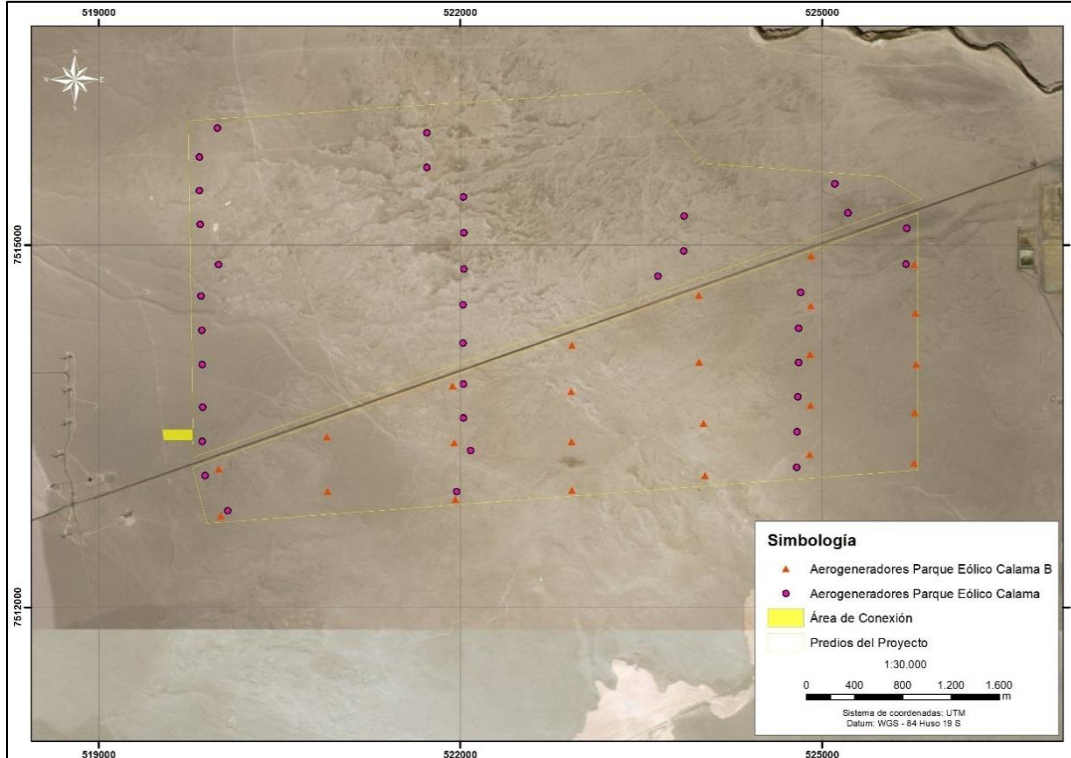 519000 522000 525000
N
W E
S
7515000 7515000
7512000 7512000
Simbología
Aerogeneradores Parque Eólico Calama B
Aerogeneradores Parque Eólico Calama
Área de Conexión
Predios del Proyecto
1:30.000
0 400 800 1.200 1.600
m
Sistema de coordenadas: UTM
Datum: WGS - 84 Huso 19 S
519000 522000 525000